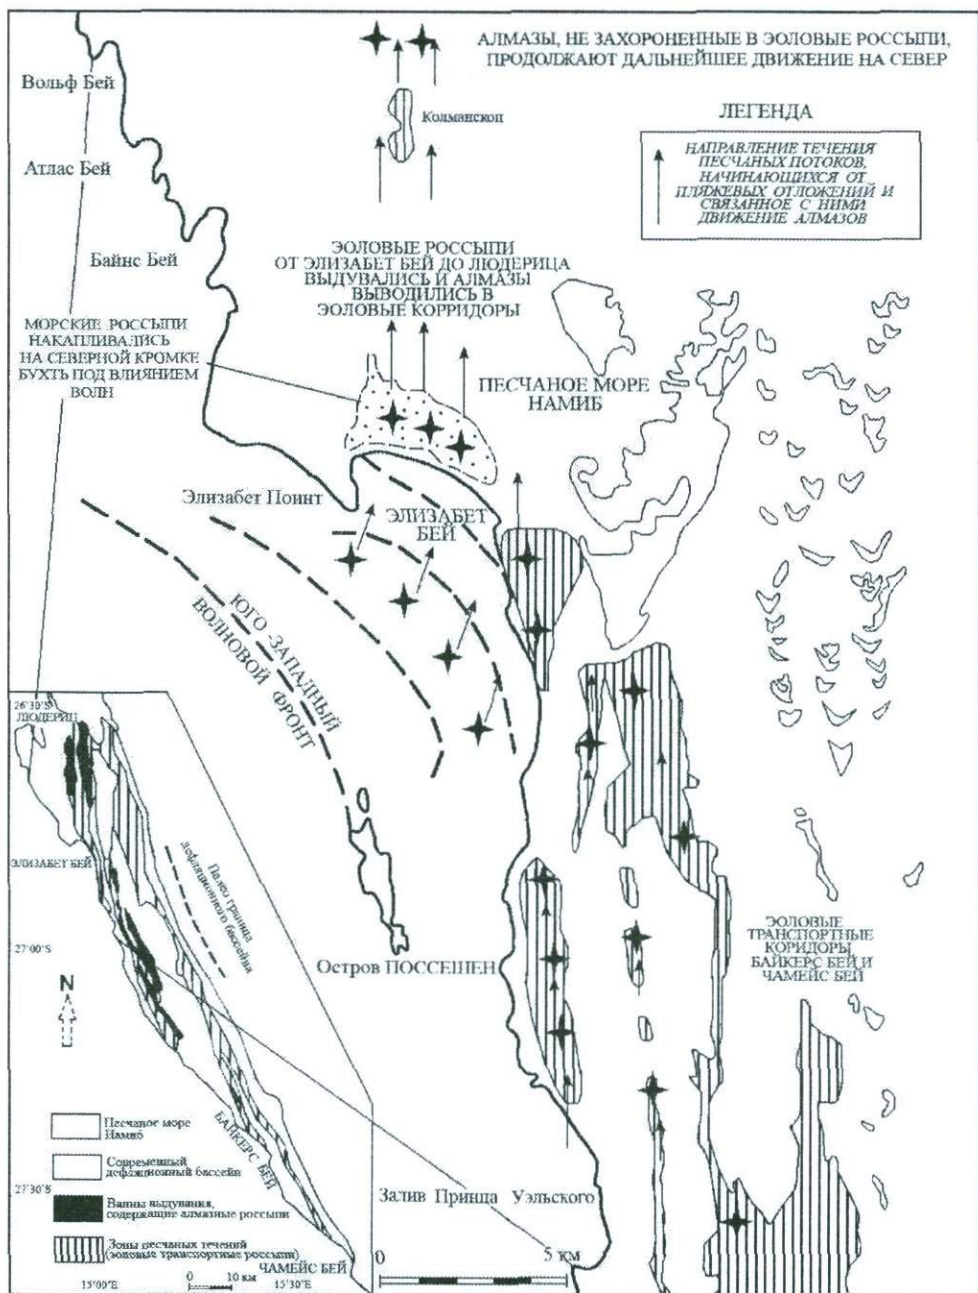 АЛМАЗЫ, НЕ ЗАХОРОНЕННЫЕ В ЭОЛОВЫЕ РОССЫПИ,
ПРОДОЛЖАЮТ ДАЛЬНЕЙШЕЕ ДВИЖЕНИЕ НА СЕВЕР
Вольф Бей
Колманскоп
ЛЕГЕНДА
НАПРАВЛЕНИЕ ТЕЧЕНИЯ
ПЕСЧАНЫХ ПОТОКОВ,
НАЧИНАЮЩИХСЯ ОТ
ПЛЯЖЕВЫХ ОТЛОЖЕНИЙ И
СВЯЗАННОЕ С НИМИ
ДВИЖЕНИЕ АЛМАЗОВ
Атлас Бей
Байнс Бей
ЭОЛОВЫЕ РОССЫПИ
ОТ ЭЛИЗАБЕТ БЕЙ ДО ЛЮДЕРИЦА
ВЫДУВАЛИСЬ И АЛМАЗЫ
ВЫВОДИЛИСЬ В
ЭОЛОВЫЕ КОРРИДОРЫ
МОРСКИЕ РОССЫПИ
НАКАПЛИВАЛИСЬ
НА СЕВЕРНОЙ КРОМКЕ
БУХТЬ ПОД ВЛИЯНИЕМ
ВОЛН
ПЕСЧАНОЕ МОРЕ
НАМИБ
Элизабет Поинт
ЭЛИЗАБЕТ
БЕЙ
ЮГО-ЗАПАДНЫЙ
ВОЛНОВОЙ ФРОНТ
Остров ПОССЕШЕН
ЭОЛОВЫЕ
ТРАНСПОРТНЫЕ
КОРИДОРЫ
БАЙКЕРС БЕЙ И
ЧАМЕЙС БЕЙ
Залив Принца Уэльского
0 5 км
26°30'S
ЛЮДЕРИЦ
ЭЛИЗАБЕТ БЕЙ
Палео граница
дефляционного бассейна
27°00'S
N
БАЙКЕРС БЕЙ
27°30'S
ЧАМЕЙС БЕЙ
15°00'E 0 10 км 15°30'E
Песчаное море
Намиб
Современный
дефляционный бассейн
Ванны выдувания,
содержащие алмазные россыпи
Зоны песчаных течений
(эоловые транспортные россыпи)